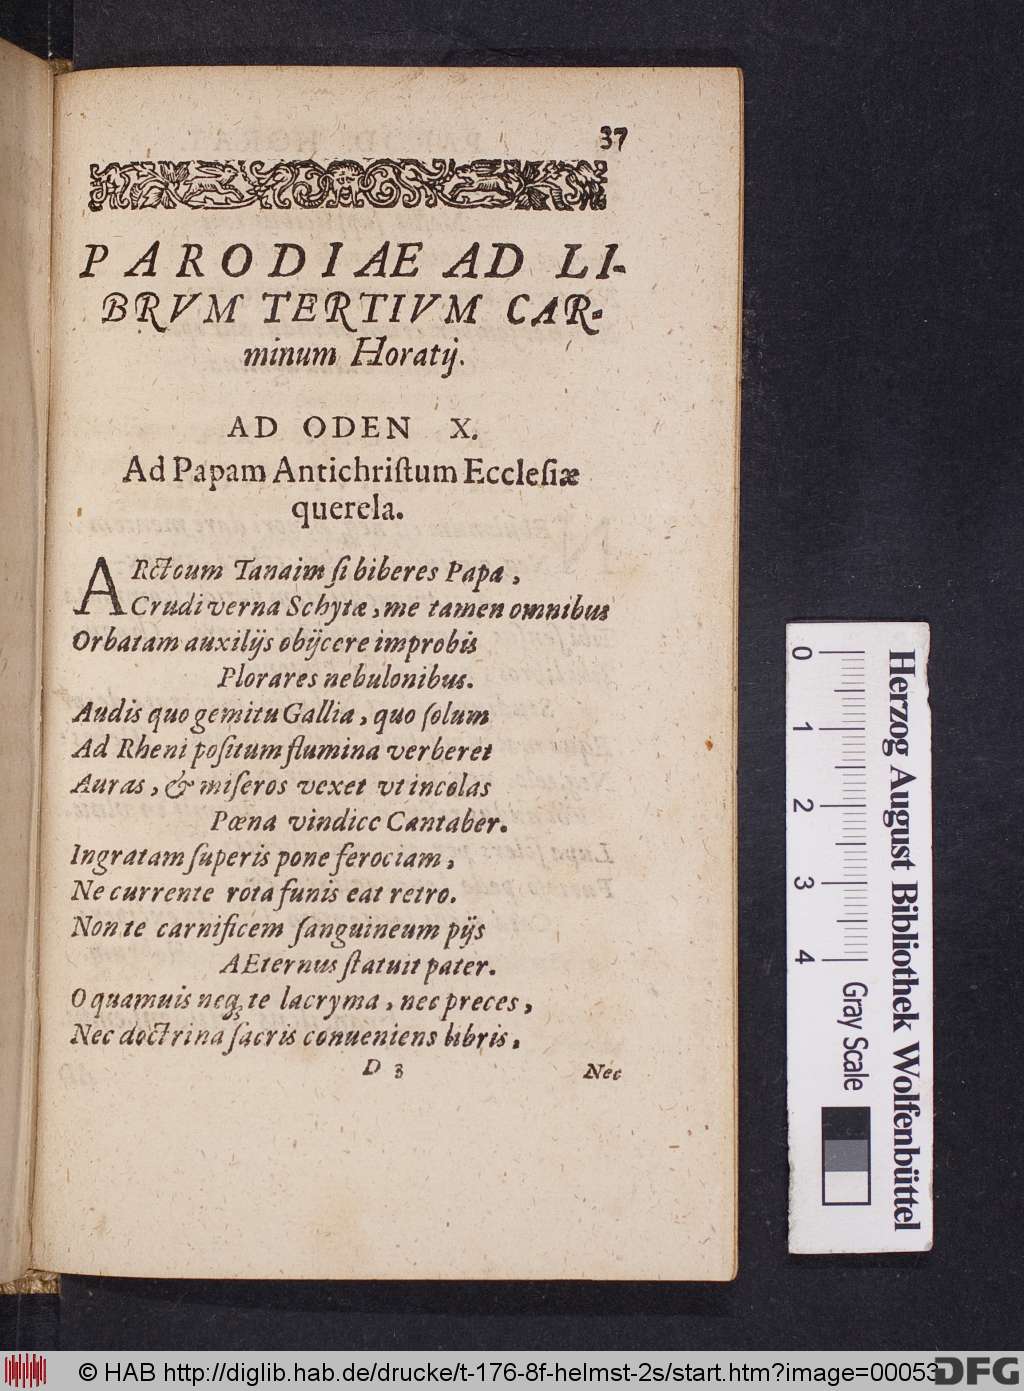 37
PARODIAE AD LI-
BRVM TERTIVM CAR-
minum Horatij.
AD ODEN X.
Ad Papam Antichriſtum Eccleſiæ
querela.
ARctoum Tanaim ſi biberes Papa,
Crudi verna Schytæ, me tamen omnibus
Orbatam auxilijs obijcere improbis
Plorares nebulonibus.
Audis quo gemitu Gallia, quo ſolum
Ad Rheni poſitum flumina verberet
Auras, & miſeros vexet vt incolas
Pœna vindice Cantaber.
Ingratam ſuperis pone ferociam,
Ne currente rota funis eat retro.
Non te carnificem ſanguineum pijs
AEternus ſtatuit pater.
O quamuis neq; te lacryma, nec preces,
Nec doctrina ſacris conueniens libris,
D 3
Nec
0 1 2 3 4
Gray Scale
Herzog August Bibliothek Wolfenbüttel
© HAB http://diglib.hab.de/drucke/t-176-8f-helmst-2s/start.htm?image=00053
DFG